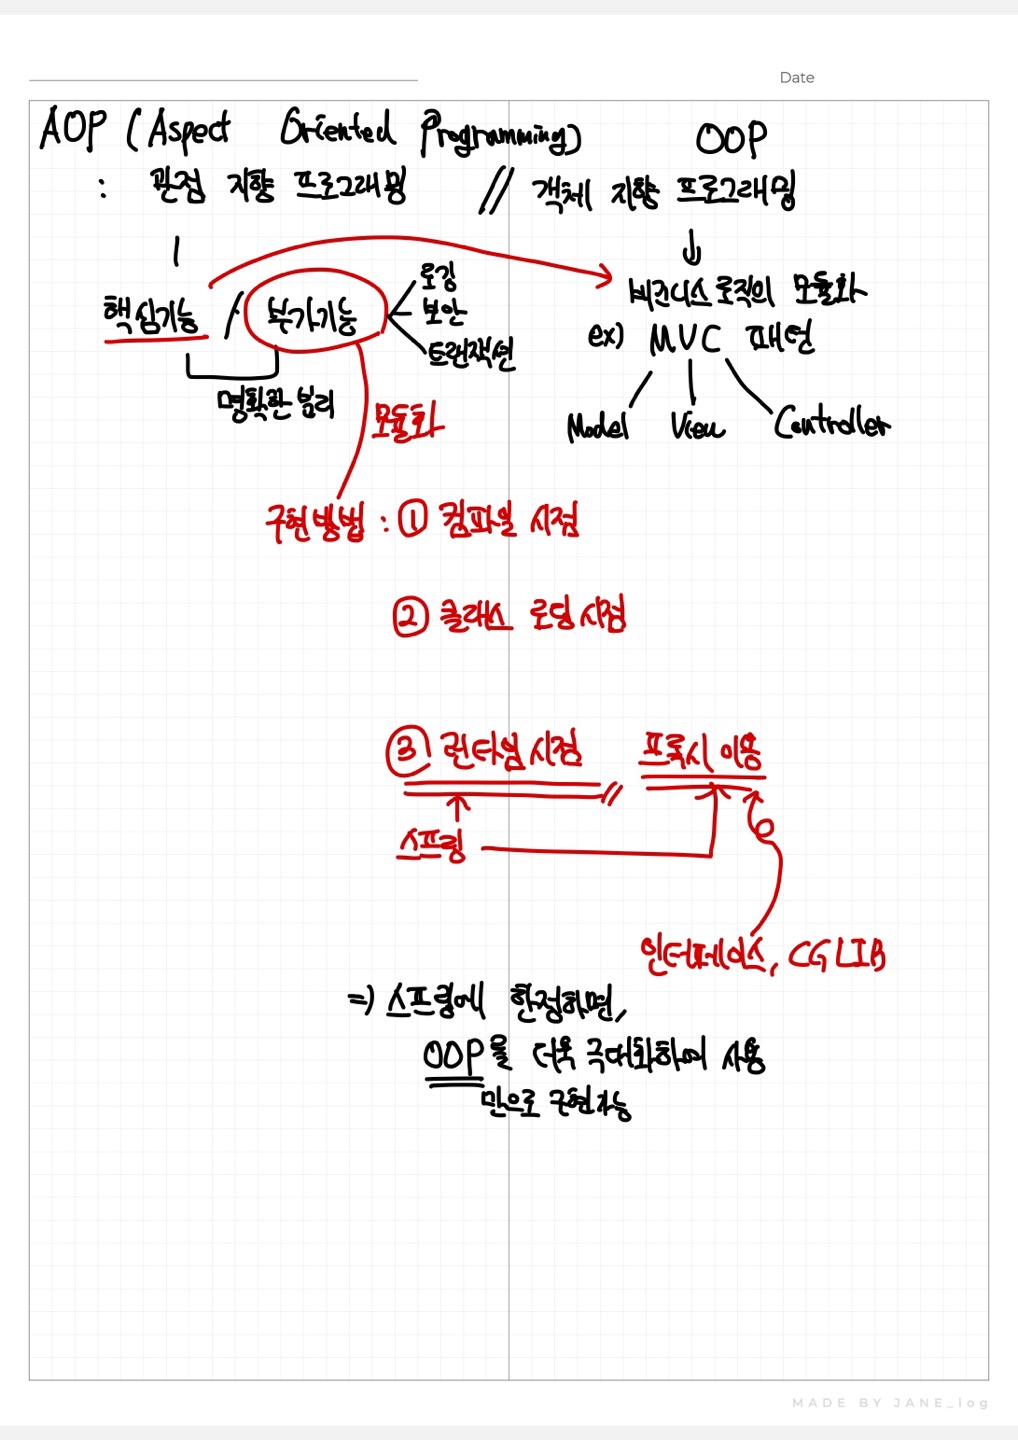 Date
AOP (Aspect Oriented Programming)
OOP
: 관점 지향 프로그래밍 // 객체 지향 프로그래밍
핵심기능 / 부가기능
로깅
보안
트랜잭션
명확한 분리
모듈화
비즈니스 로직의 모듈화
ex) MVC 패턴
Model View Controller
구현방법 : ① 컴파일 시점
② 클래스 로딩 시점
③ 런타임 시점 // 프록시 이용
스프링
인터페이스, CGLIB
=) 스프링에 한정하면,
OOP를 더욱 극대화하여 사용
만으로 구현가능
MADE BY JANE_log